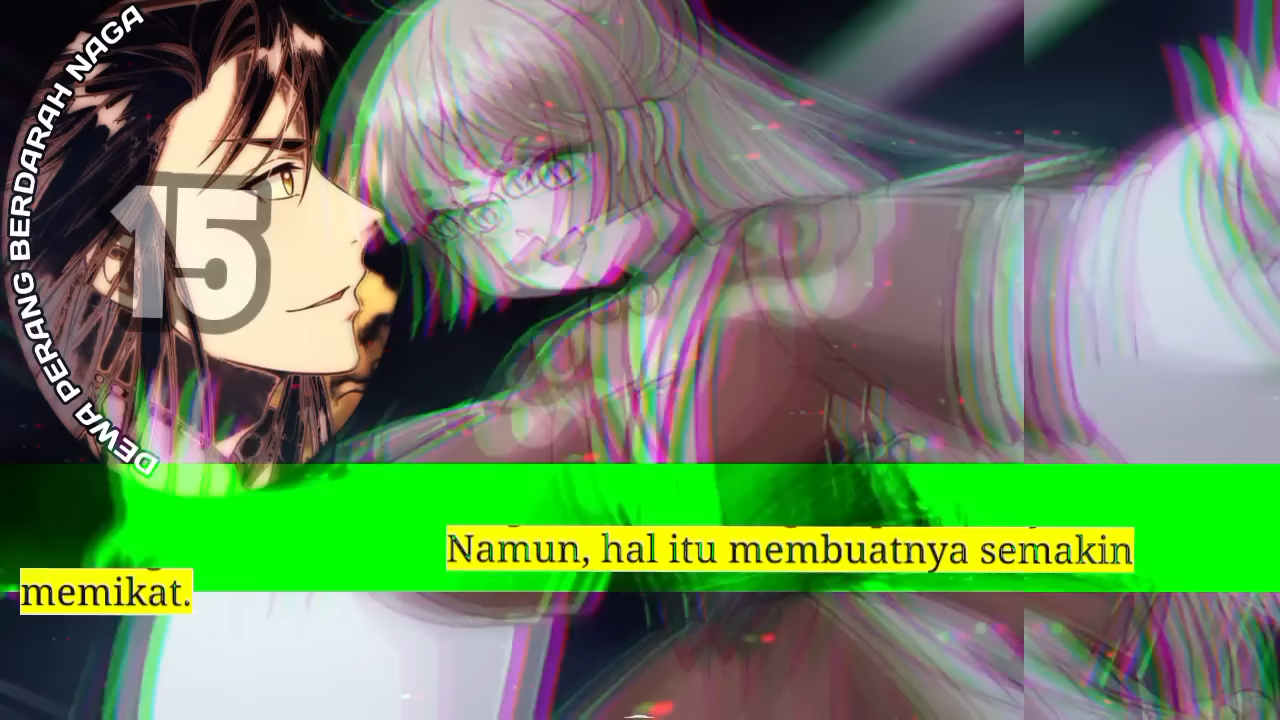 DEWA PERANG BERDARAH NAGA
15
Namun, hal itu membuatnya semakin
memikat.